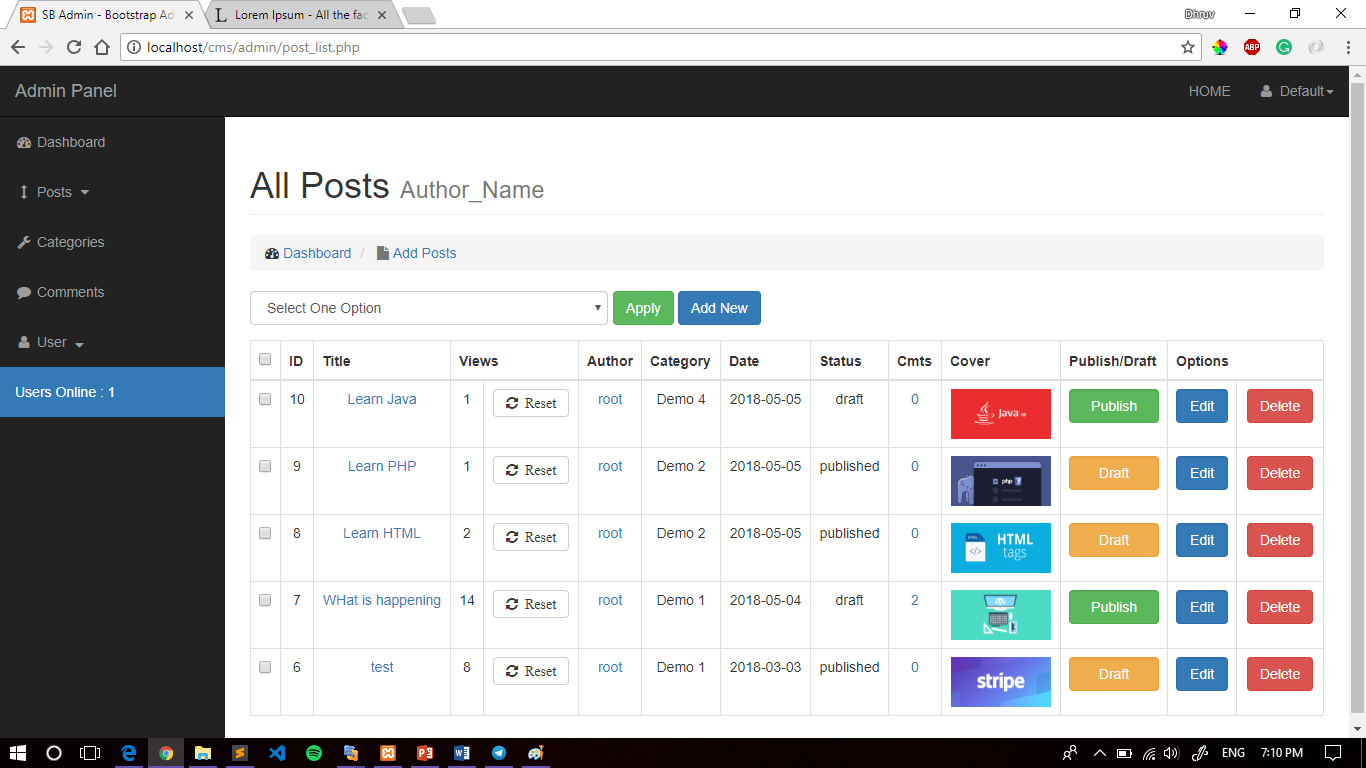 SB Admin - Bootstrap Ad
Lorem Ipsum - All the fac
Dhruv
localhost/cms/admin/post_list.php
ABP
Admin Panel
HOME
Default
Dashboard
Posts
Categories
Comments
User
Users Online : 1
All Posts Author_Name
Dashboard / Add Posts
Select One Option
Apply
Add New
ID Title Views Author Category Date Status Cmts Cover Publish/Draft Options
10 Learn Java 1 Reset root Demo 4 2018-05-05 draft 0 Java Publish Edit Delete
9 Learn PHP 1 Reset root Demo 2 2018-05-05 published 0 php 7 Draft Edit Delete
8 Learn HTML 2 Reset root Demo 2 2018-05-05 published 0 HTML tags Draft Edit Delete
7 WHat is happening 14 Reset root Demo 1 2018-05-04 draft 2 Publish Edit Delete
6 test 8 Reset root Demo 1 2018-03-03 published 0 stripe Draft Edit Delete
ENG
7:10 PM